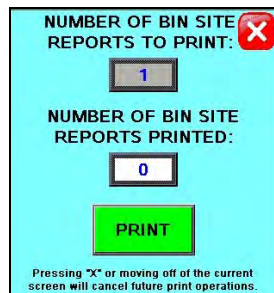 NUMBER OF BIN SITE
REPORTS TO PRINT:
1
NUMBER OF BIN SITE
REPORTS PRINTED:
0
PRINT
Pressing "X" or moving off of the current
screen will cancel future print operations.